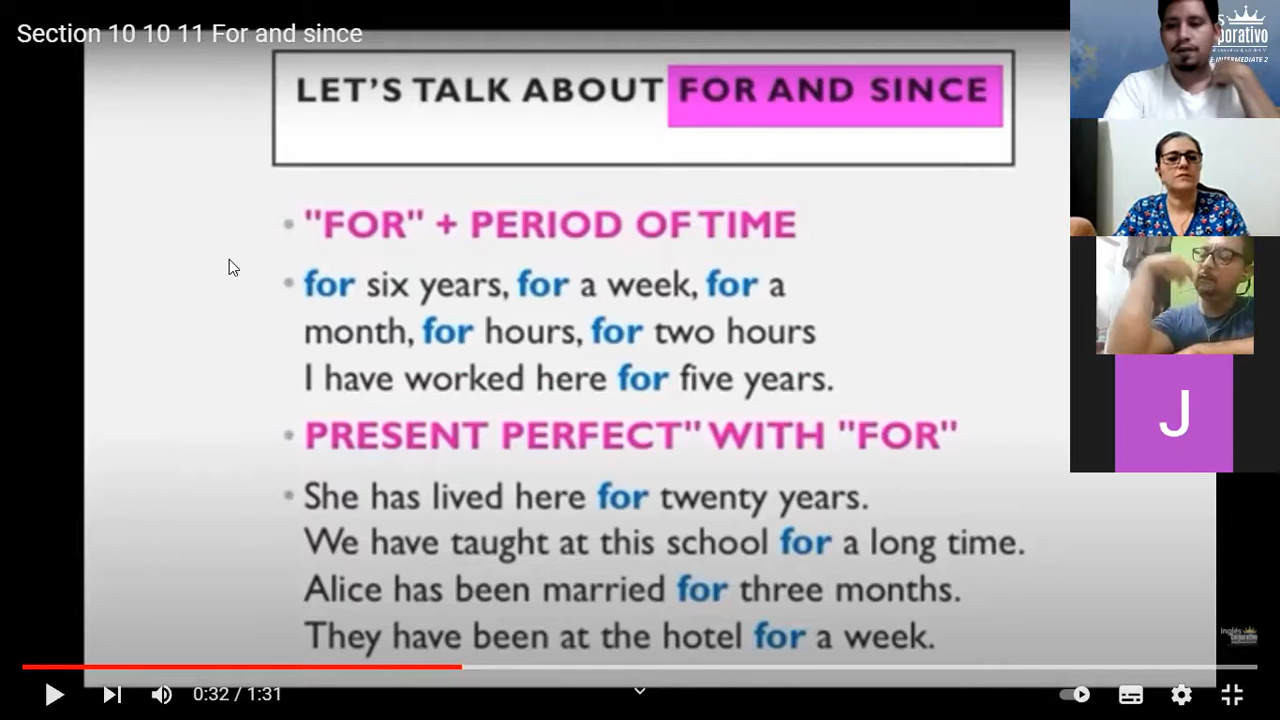 Section 10 10 11 For and since
LET'S TALK ABOUT FOR AND SINCE
"FOR" + PERIOD OF TIME
for six years, for a week, for a
month, for hours, for two hours
I have worked here for five years.
PRESENT PERFECT" WITH "FOR"
She has lived here for twenty years.
We have taught at this school for a long time.
Alice has been married for three months.
They have been at the hotel for a week.
0:32 / 1:31
J
INTERMEDIATE 2
Inglés